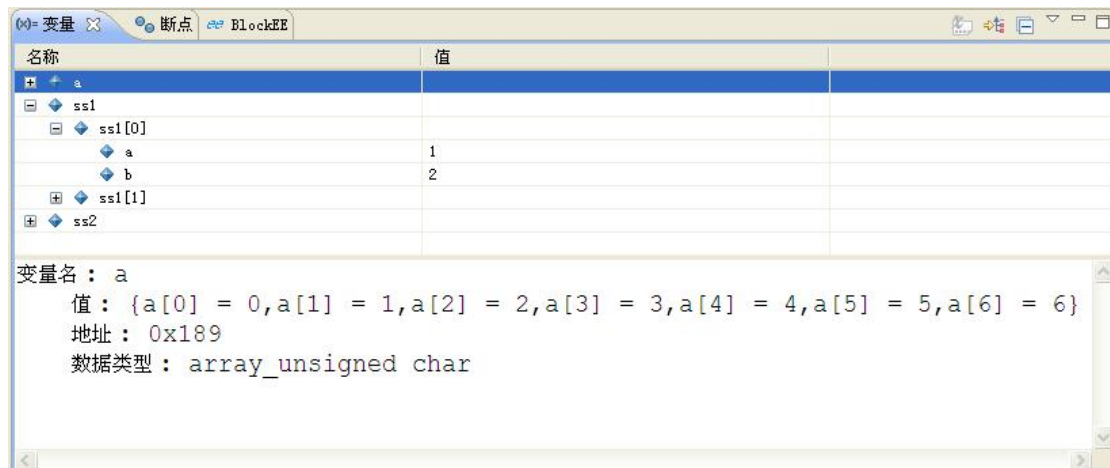 (x)= 变量 断点 BlockEE
名称 值
a
ss1
ss1[0]
a 1
b 2
ss1[1]
ss2
变量名: a
值: {a[0] = 0,a[1] = 1,a[2] = 2,a[3] = 3,a[4] = 4,a[5] = 5,a[6] = 6}
地址: 0x189
数据类型: array_unsigned char